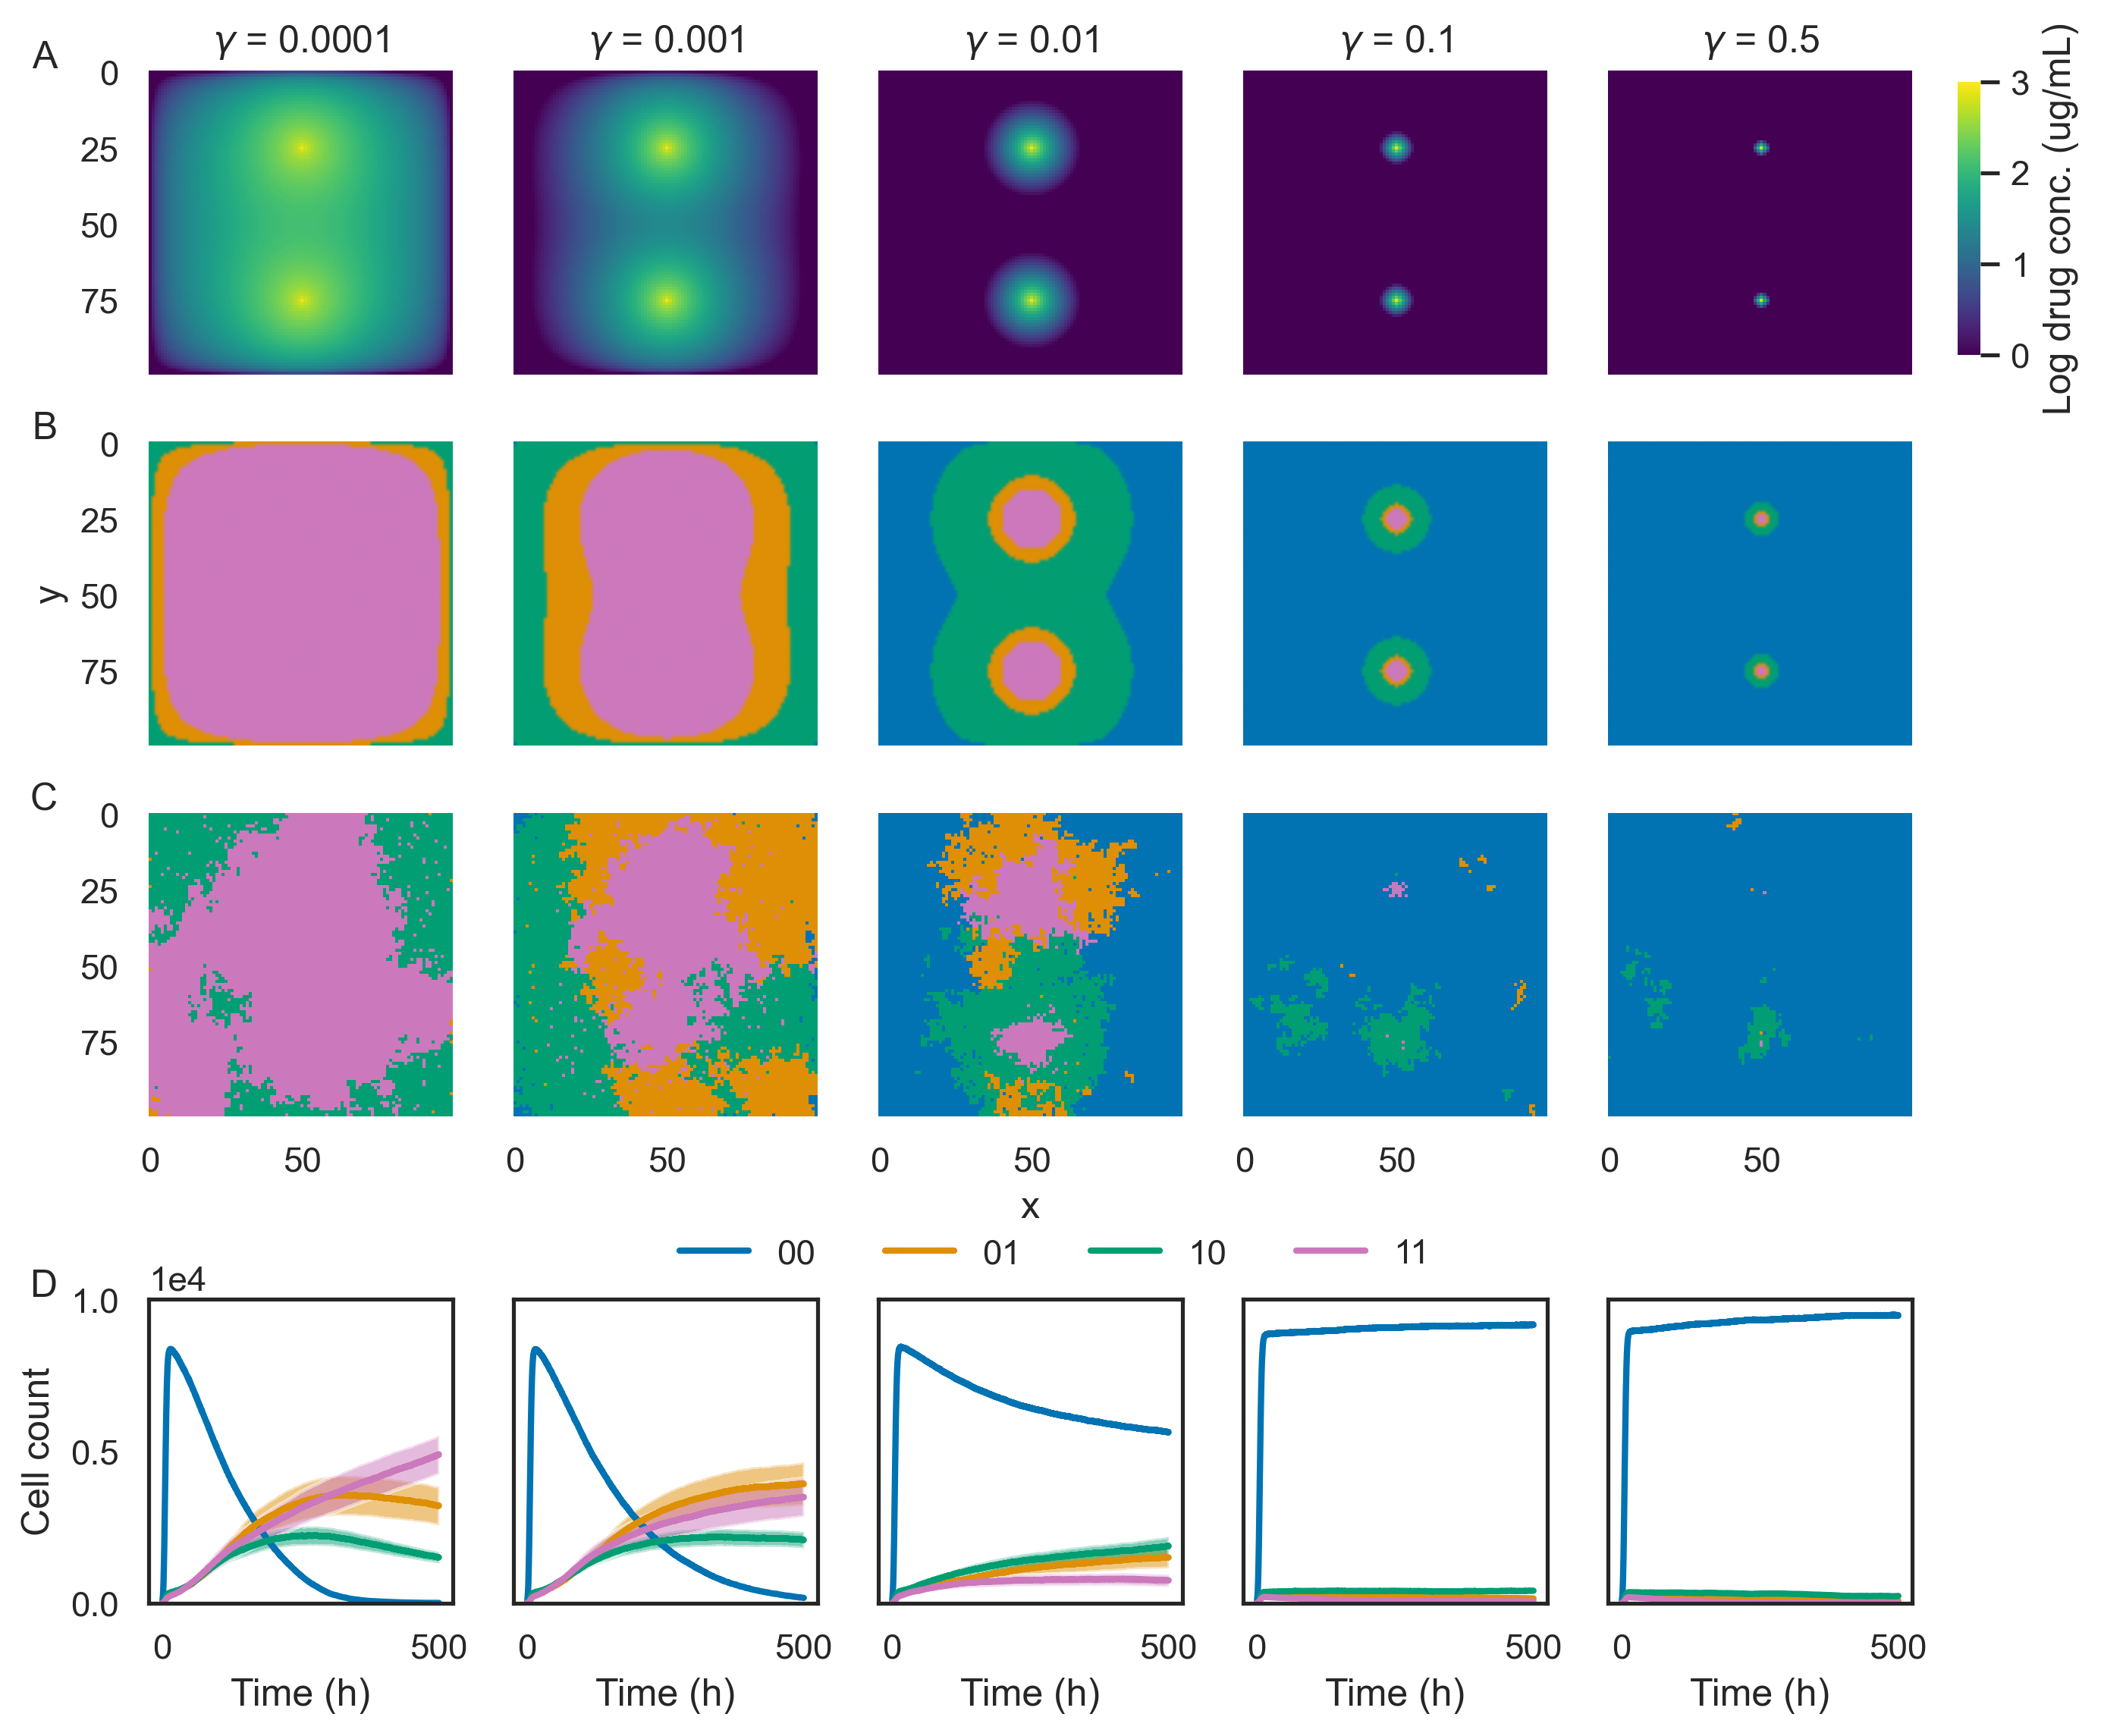 γ = 0.0001 γ = 0.001 γ = 0.01 γ = 0.1 γ = 0.5
A
0
25
50
75
3
2
1
0
Log drug conc. (ug/mL)
B
0
25
50
75
y
C
0
25
50
75
0 50 0 50 0 50 0 50 0 50
x
00 01 10 11
D
1e4
1.0
0.5
0.0
Cell count
0 500 0 500 0 500 0 500 0 500
Time (h) Time (h) Time (h) Time (h) Time (h)